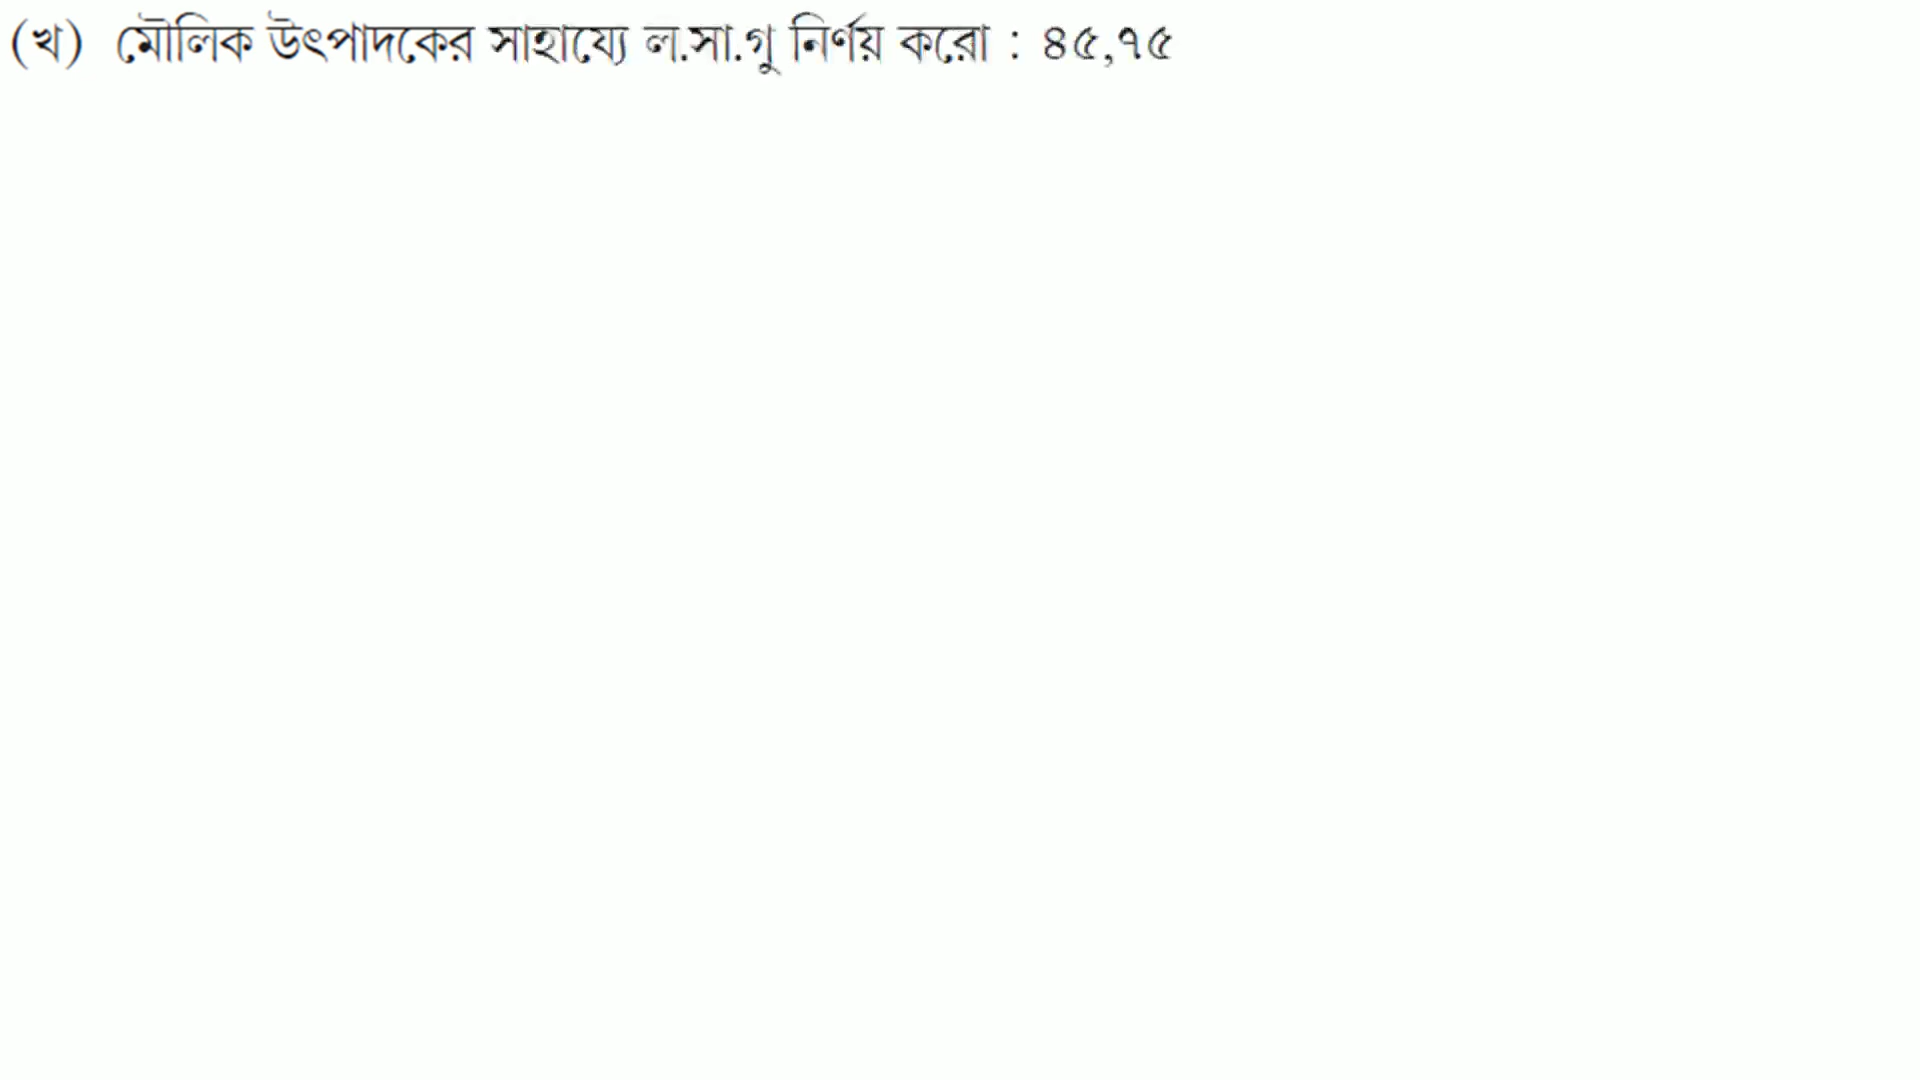 (খ) মৌলিক উৎপাদকের সাহায্যে ল.সা.গু নির্ণয় করো : ৪৫,৭৫